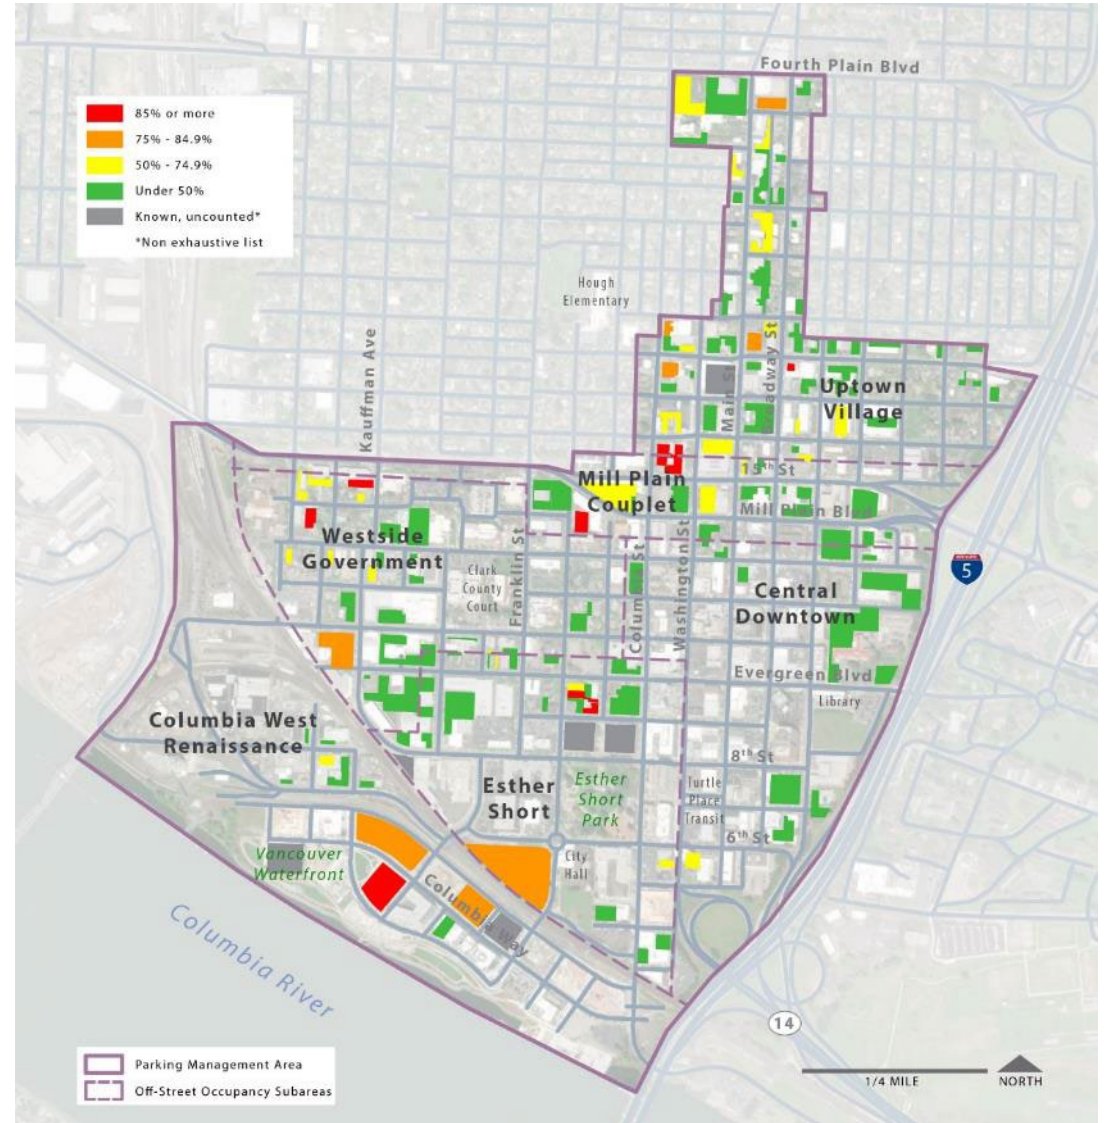 Fourth Plain Blvd
85% or more
75% - 84.9%
50% - 74.9%
Under 50%
Known, uncounted*
*Non exhaustive list
Hough
Elementary
Kauffman Ave
Main St
Broadway St
Uptown
Village
15th St
Mill Plain
Couplet
Mill Plain Blvd
Westside
Government
Franklin St
Columbia St
Washington St
Clark
County
Court
5
Central
Downtown
Evergreen Blvd
Library
Columbia West
Renaissance
8th St
Esther
Short
Esther
Short
Park
Turtle
Place
Transit
6th St
Vancouver
Waterfront
City
Hall
Columbia Way
Columbia River
14
Parking Management Area
Off-Street Occupancy Subareas
1/4 MILE
NORTH